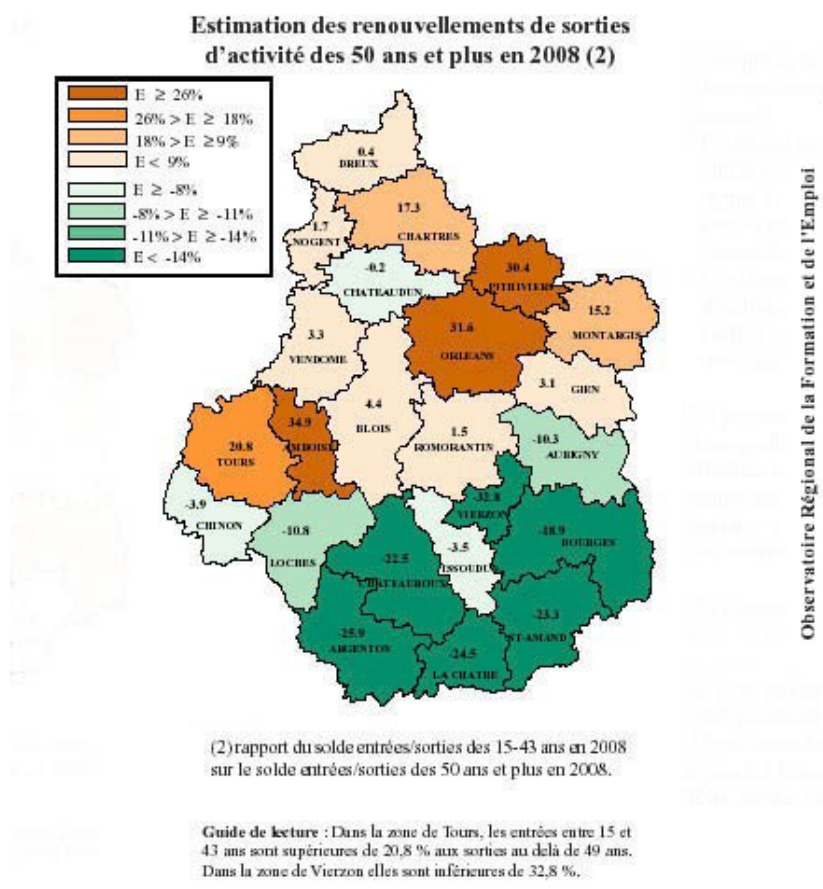 Estimation des renouvellements de sorties
d'activité des 50 ans et plus en 2008 (2)
E ≥ 26%
26% > E ≥ 18%
18% > E ≥9%
E < 9%
E ≥ -8%
-8% > E ≥ -11%
-11% > E ≥ -14%
E < -14%
0.4
DREUX
17.3
CHARTRES
1.7
NOGENT
-0.2
CHATEAUDUN
30.4
PITHIVIERS
15.2
MONTARGIS
31.6
ORLEANS
3.3
VENDOME
3.1
GIEN
4.4
BLOIS
1.5
ROMORANTIN
-10.3
AUBIGNY
34.9
AMBOISE
20.8
TOURS
-3.9
CHINON
-10.8
LOCHES
-32.8
VIERZON
-18.9
BOURGES
-3.5
ISSOUDUN
-22.5
CHATEAUROUX
-23.3
ST-AMAND
-25.9
ARGENTON
-24.5
LA CHATRE
Observatoire Régional de la Formation et de l'Emploi
(2) rapport du solde entrées/sorties des 15-43 ans en 2008
sur le solde entrées/sorties des 50 ans et plus en 2008.
Guide de lecture : Dans la zone de Tours, les entrées entre 15 et
43 ans sont supérieures de 20,8 % aux sorties au delà de 49 ans.
Dans la zone de Vierzon elles sont inférieures de 32,8 %.